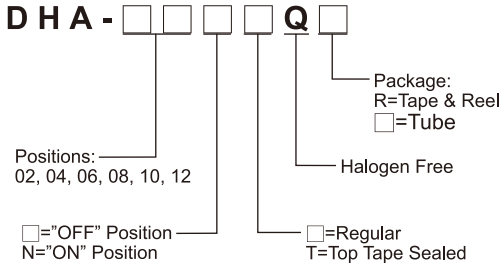 DHA-□□□□Q□
Package:
R=Tape & Reel
□=Tube
Positions:
02, 04, 06, 08, 10, 12
Halogen Free
□="OFF" Position
N="ON" Position
□=Regular
T=Top Tape Sealed